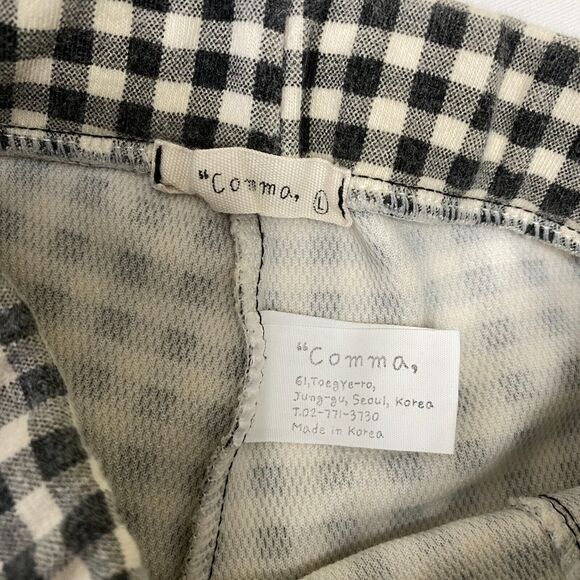 “Comma, L
“Comma,
61, Toegye-ro,
Jung-gu, Seoul, Korea
T.02-771-3730
Made in Korea